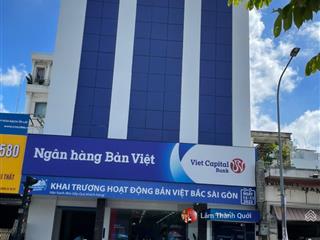 Ngân hàng Bản Việt
Viet Capital
Bank
580
KHAI TRƯƠNG HOẠT ĐỘNG BẢN VIỆT BẮC SÀI GÒN
Lâm Thành Quới